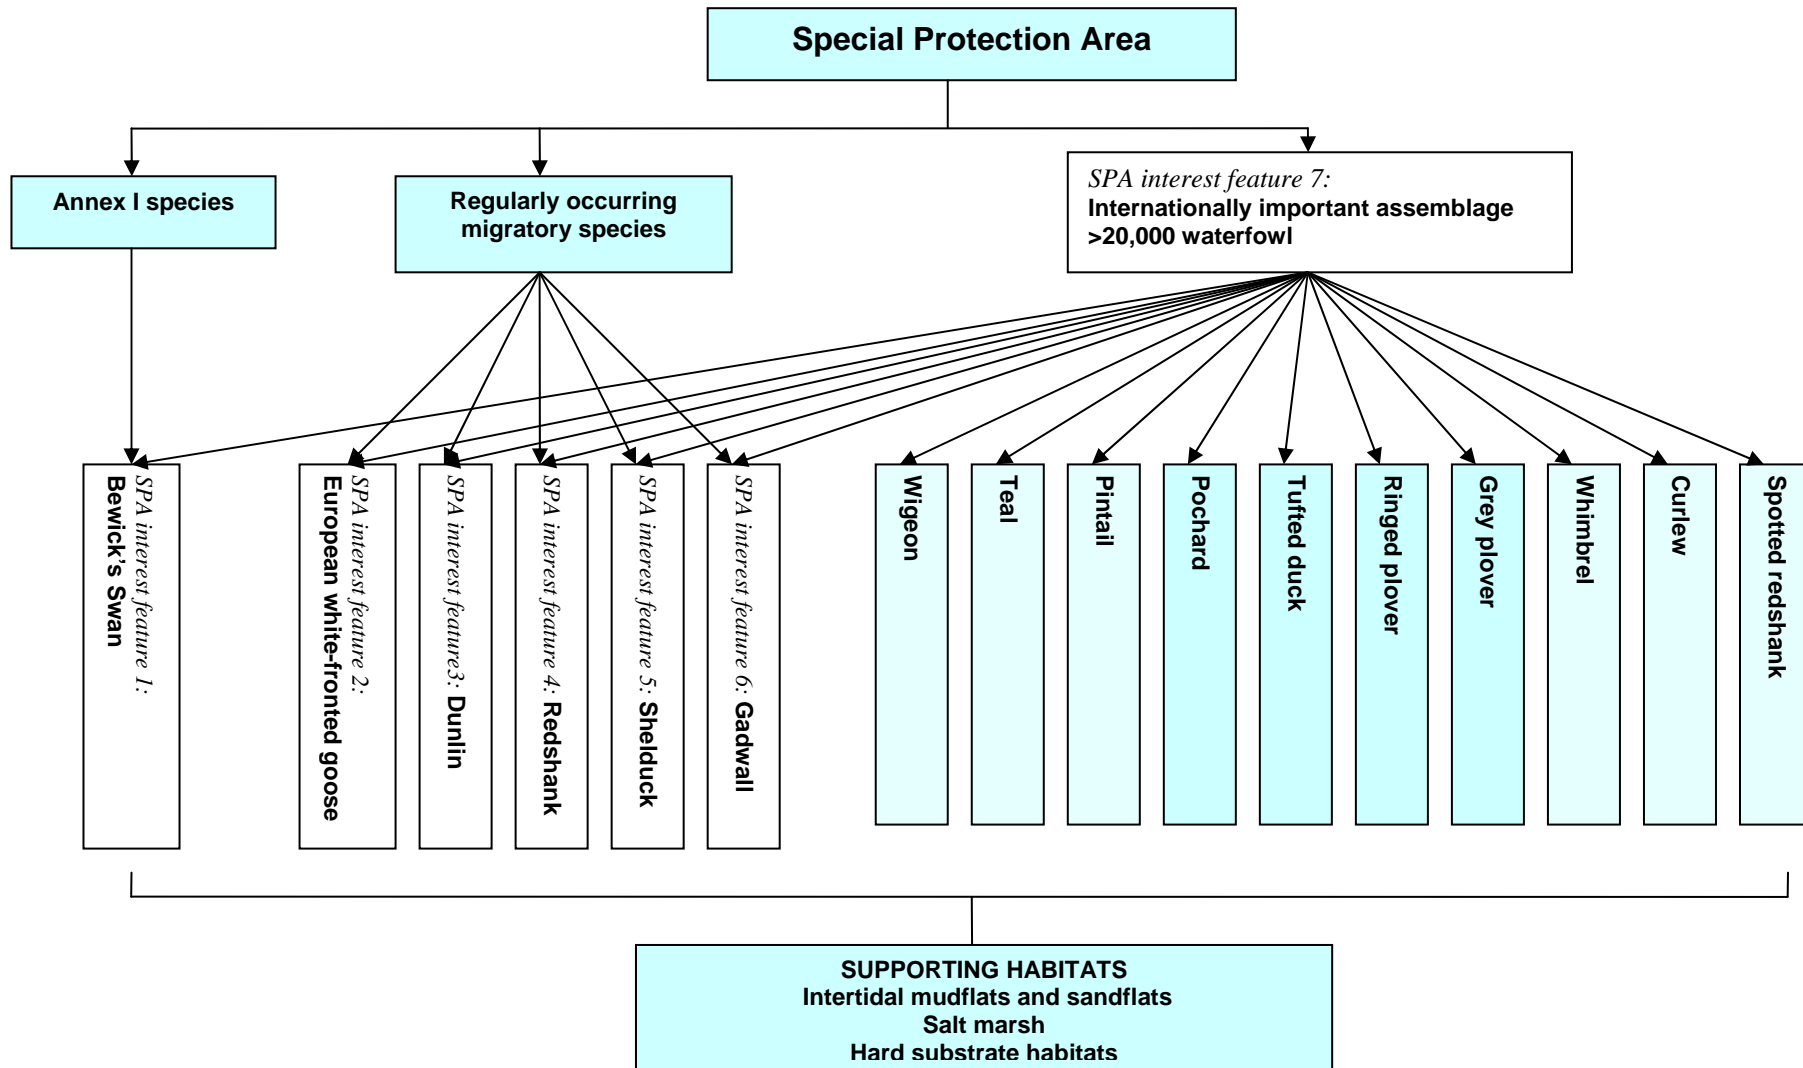 Special Protection Area
Annex I species
Regularly occurring
migratory species
SPA interest feature 7:
Internationally important assemblage
>20,000 waterfowl
SPA interest feature 1:
Bewick's Swan
SPA interest feature 2:
European white-fronted goose
SPA interest feature3: Dunlin
SPA interest feature 4: Redshank
SPA interest feature 5: Shelduck
SPA interest feature 6: Gadwall
Wigeon
Teal
Pintail
Pochard
Tufted duck
Ringed plover
Grey plover
Whimbrel
Curlew
Spotted redshank
SUPPORTING HABITATS
Intertidal mudflats and sandflats
Salt marsh
Hard substrate habitats